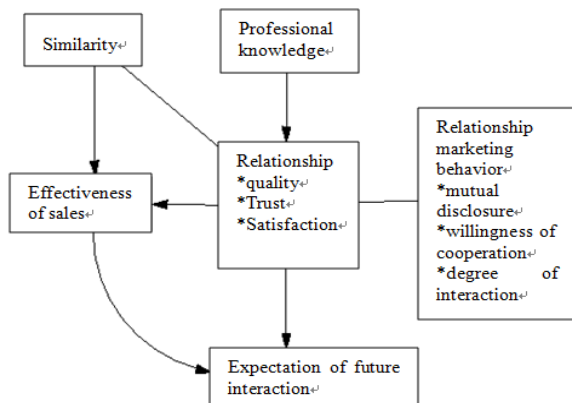 Similarity↵
Professional
knowledge↵
Relationship
*quality↵
*Trust↵
*Satisfaction↵
Relationship
marketing
behavior↵
*mutual
disclosure↵
*willingness of
cooperation↵
*degree of
interaction↵
Effectiveness
of sales↵
Expectation of future
interaction↵